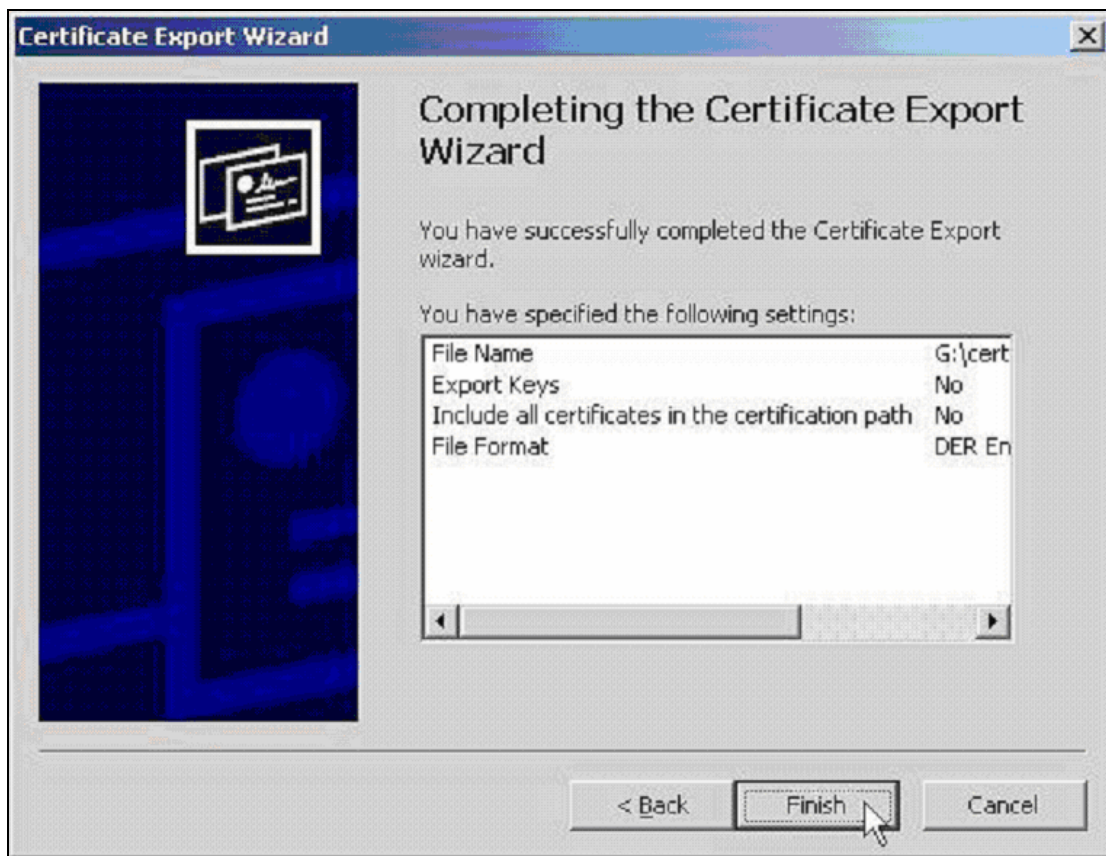 Certificate Export Wizard
Completing the Certificate Export
Wizard
You have successfully completed the Certificate Export
wizard.
You have specified the following settings:
File Name G:\cert
Export Keys No
Include all certificates in the certification path No
File Format DER En
< Back Finish Cancel